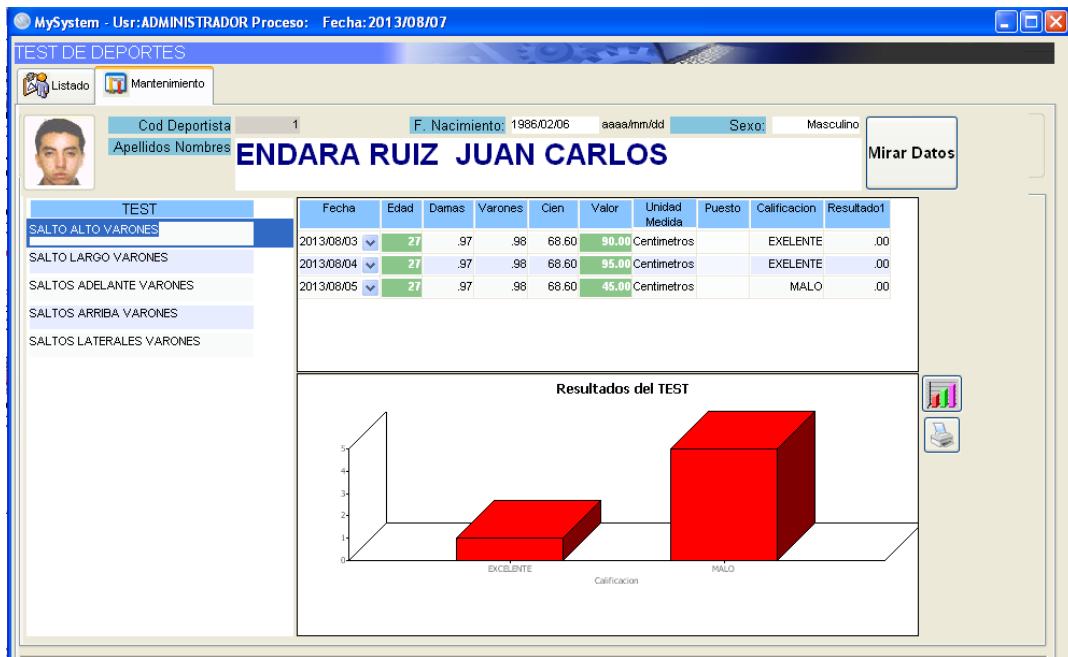 MySystem - Usr:ADMINISTRADOR Proceso: Fecha:2013/08/07
TEST DE DEPORTES
Listado Mantenimiento
Cod Deportista 1 F. Nacimiento: 1986/02/06 aaaa/mm/dd Sexo: Masculino
Apellidos Nombres ENDARA RUIZ JUAN CARLOS
Mirar Datos
TEST
SALTO ALTO VARONES
SALTO LARGO VARONES
SALTOS ADELANTE VARONES
SALTOS ARRIBA VARONES
SALTOS LATERALES VARONES
Fecha Edad Damas Varones Cien Valor Unidad Medida Puesto Calificacion Resultado1
2013/08/03 27 .97 .98 68.60 90.00 Centimetros EXELENTE .00
2013/08/04 27 .97 .98 68.60 95.00 Centimetros EXELENTE .00
2013/08/05 27 .97 .98 68.60 45.00 Centimetros MALO .00
Resultados del TEST
5
4
3
2
1
0
EXCELENTE MALO
Calificacion